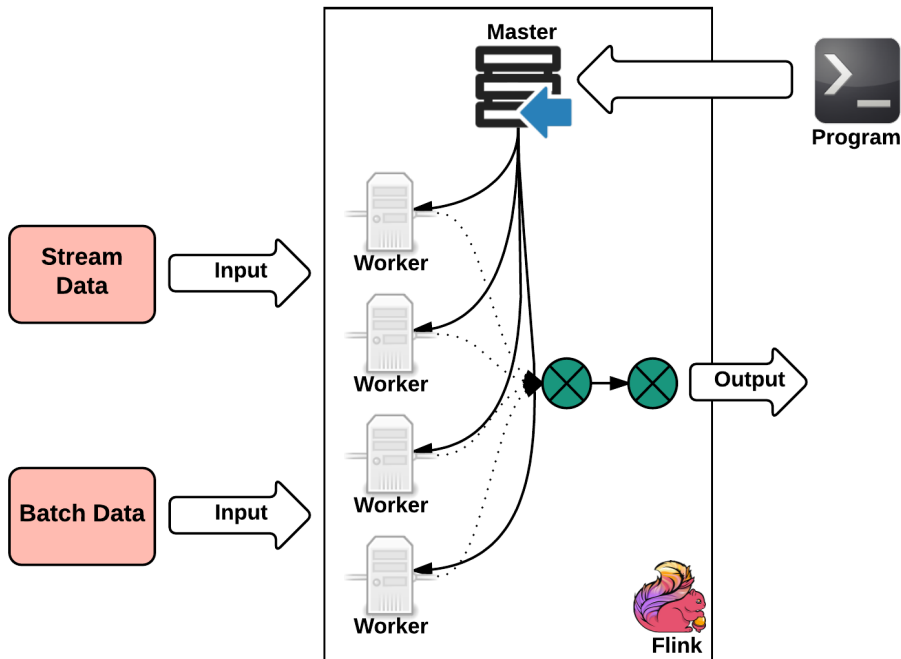 Master
Program
Worker
Stream
Data
Input
Worker
Output
Worker
Batch Data
Input
Worker
Flink